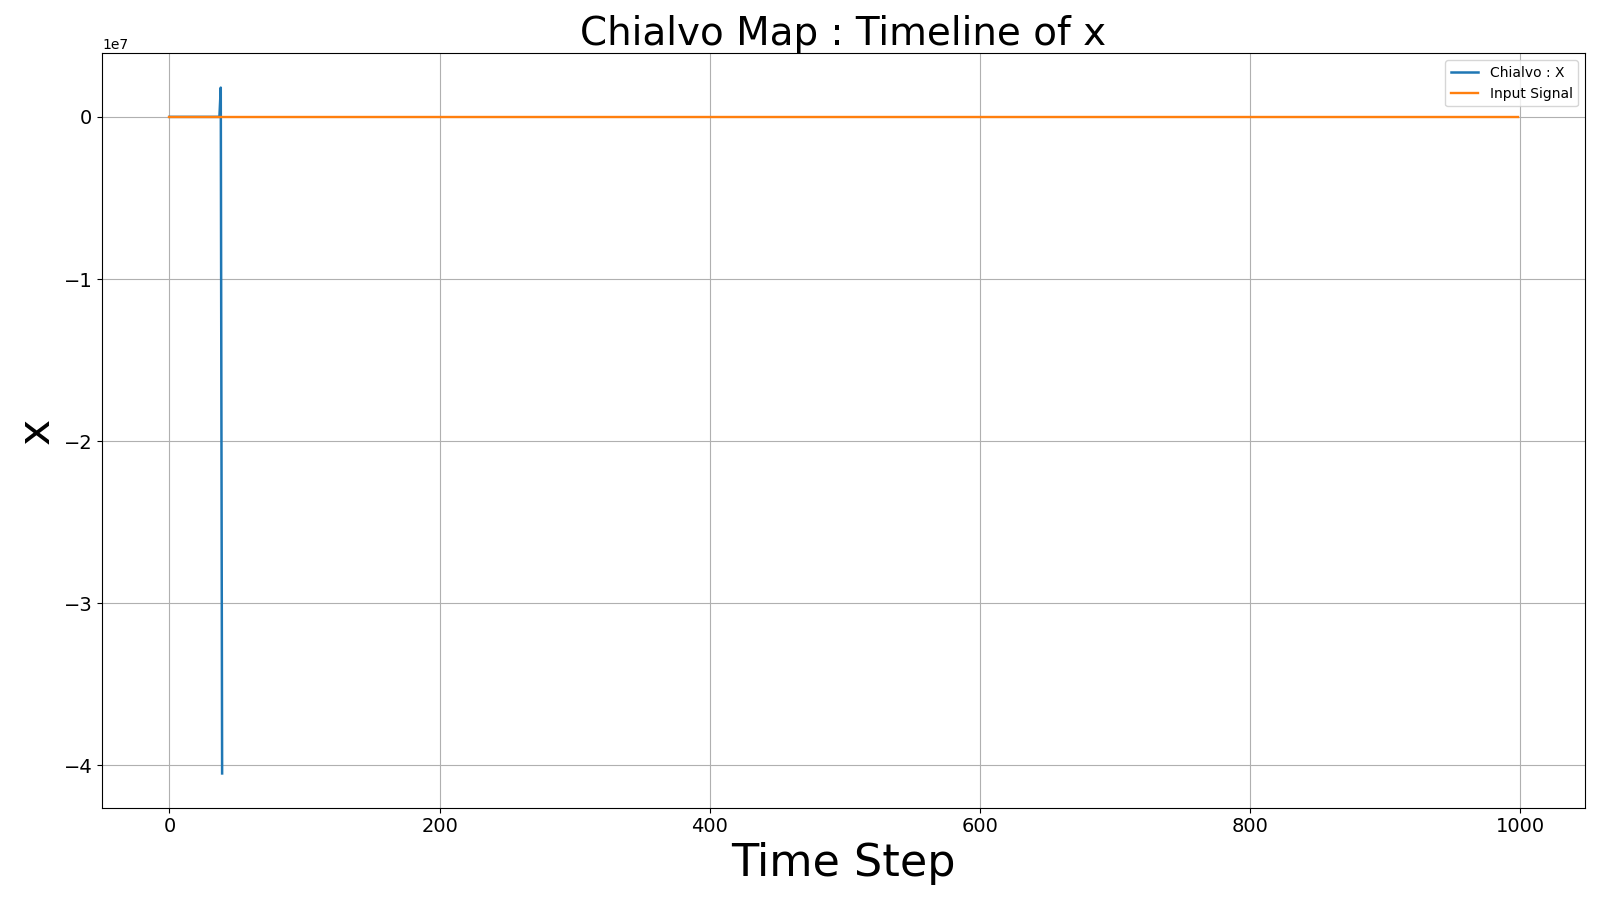 Chialvo Map : Timeline of x
1e7
Chialvo : X
Input Signal
0
−1
−2
−3
−4
x
0 200 400 600 800 1000
Time Step